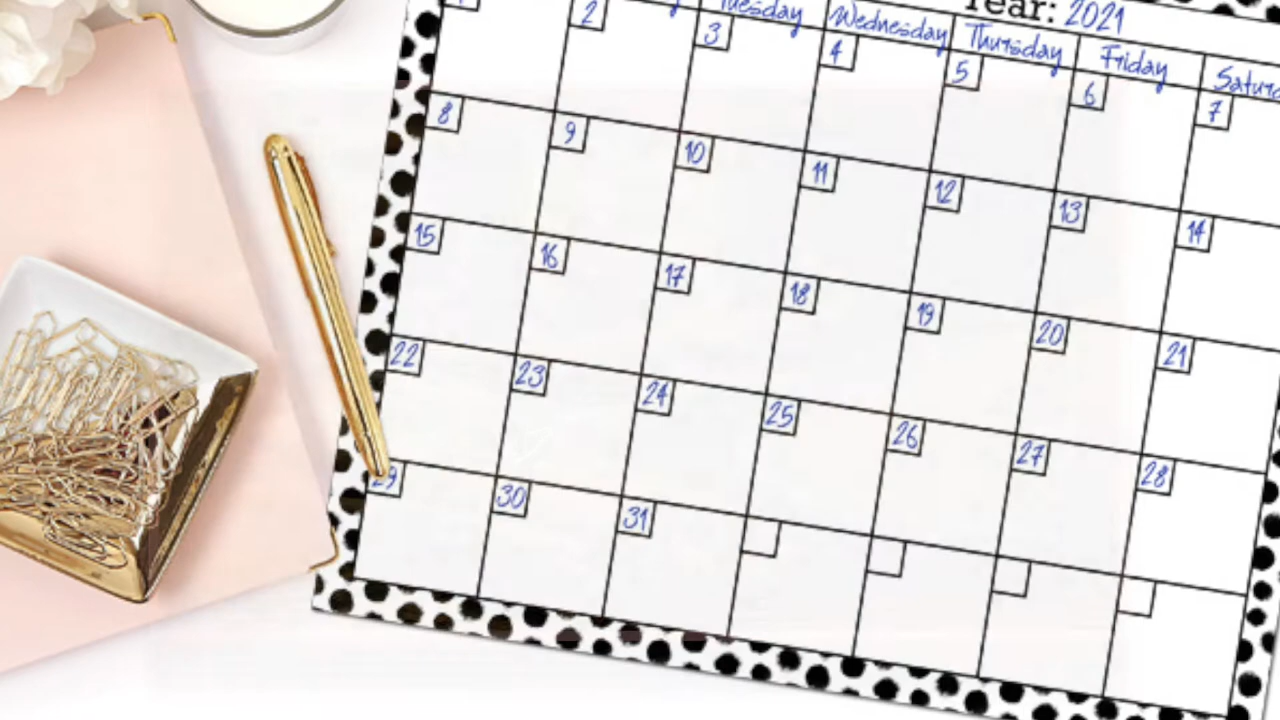 Year: 2021
Tuesday Wednesday Thursday Friday
2 3 4 5 6 7
8 9 10 11 12 13 14
15 16 17 18 19 20 21
22 23 24 25 26 27 28
29 30 31